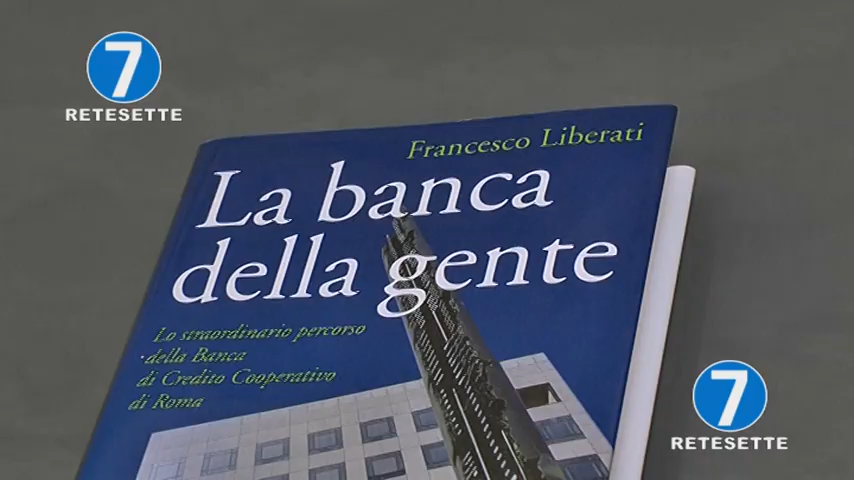 7
RETESETTE
Francesco Liberati
La banca
della gente
Lo straordinario percorso
della Banca
di Credito Cooperativo
di Roma
7
RETESETTE